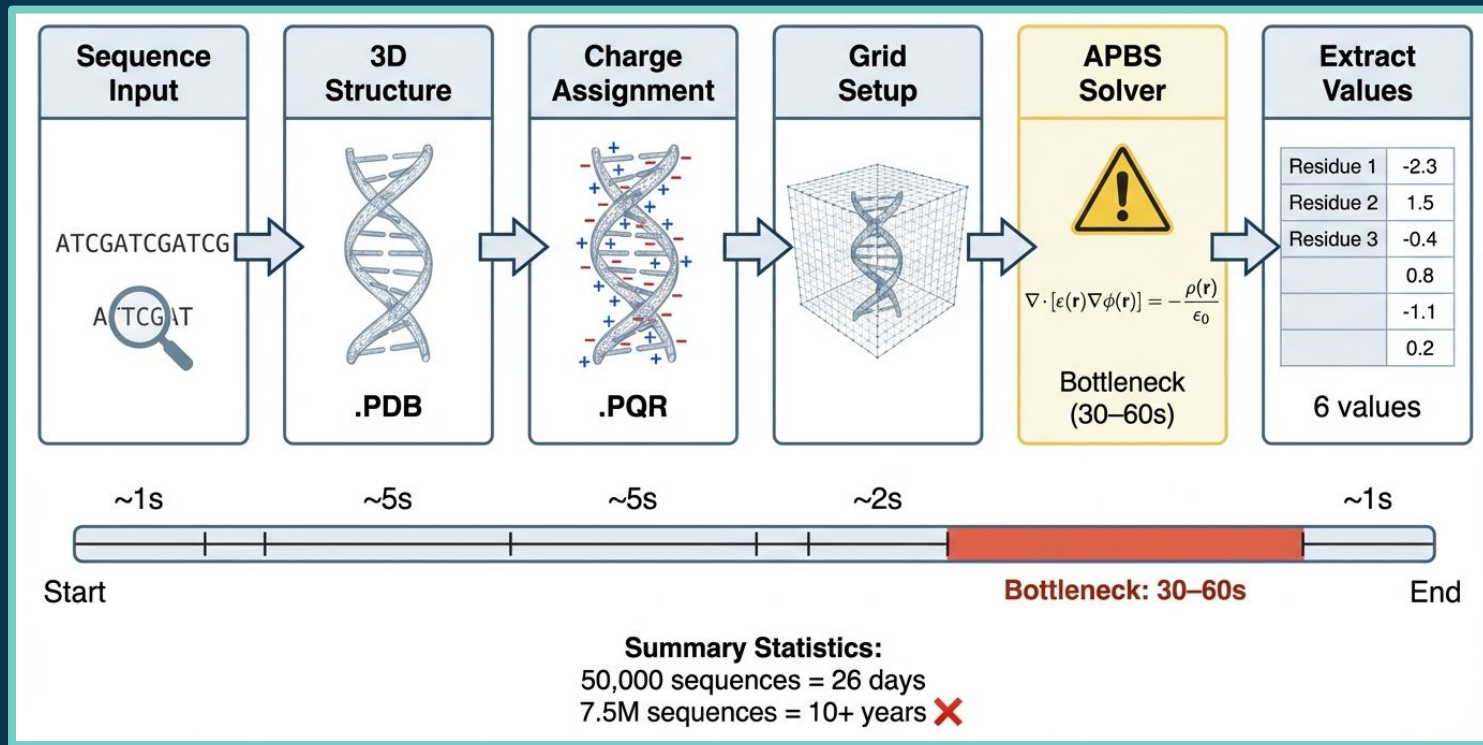 Sequence
Input
ATCGATCGATCG
ATTCGAT
3D
Structure
.PDB
Charge
Assignment
.PQR
Grid
Setup
APBS
Solver
∇·[ϵ(r)∇ϕ(r)] = −ρ(r)/ϵ₀
Bottleneck
(30–60s)
Extract
Values
Residue 1 -2.3
Residue 2 1.5
Residue 3 -0.4
0.8
-1.1
0.2
6 values
~1s ~5s ~5s ~2s ~1s
Start Bottleneck: 30–60s End
Summary Statistics:
50,000 sequences = 26 days
7.5M sequences = 10+ years ❌